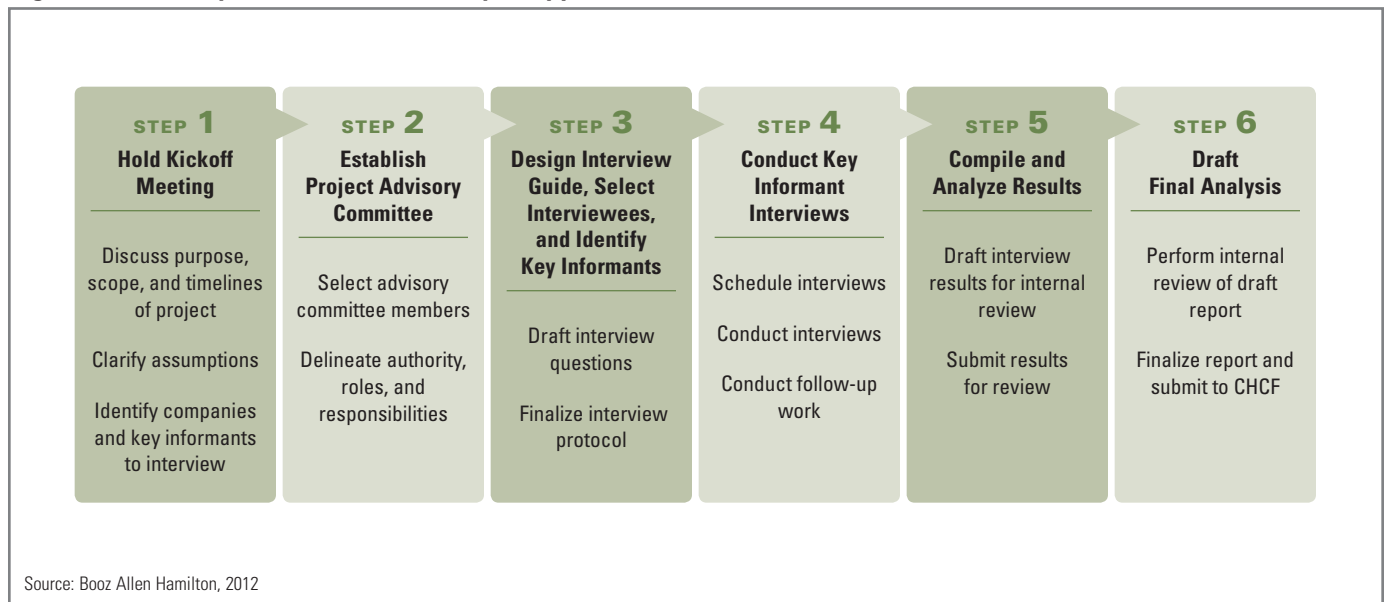 STEP 1
Hold Kickoff
Meeting
Discuss purpose,
scope, and timelines
of project
Clarify assumptions
Identify companies
and key informants
to interview
STEP 2
Establish
Project Advisory
Committee
Select advisory
committee members
Delineate authority,
roles, and
responsibilities
STEP 3
Design Interview
Guide, Select
Interviewees,
and Identify
Key Informants
Draft interview
questions
Finalize interview
protocol
STEP 4
Conduct Key
Informant
Interviews
Schedule interviews
Conduct interviews
Conduct follow-up
work
STEP 5
Compile and
Analyze Results
Draft interview
results for internal
review
Submit results
for review
STEP 6
Draft
Final Analysis
Perform internal
review of draft
report
Finalize report and
submit to CHCF
Source: Booz Allen Hamilton, 2012